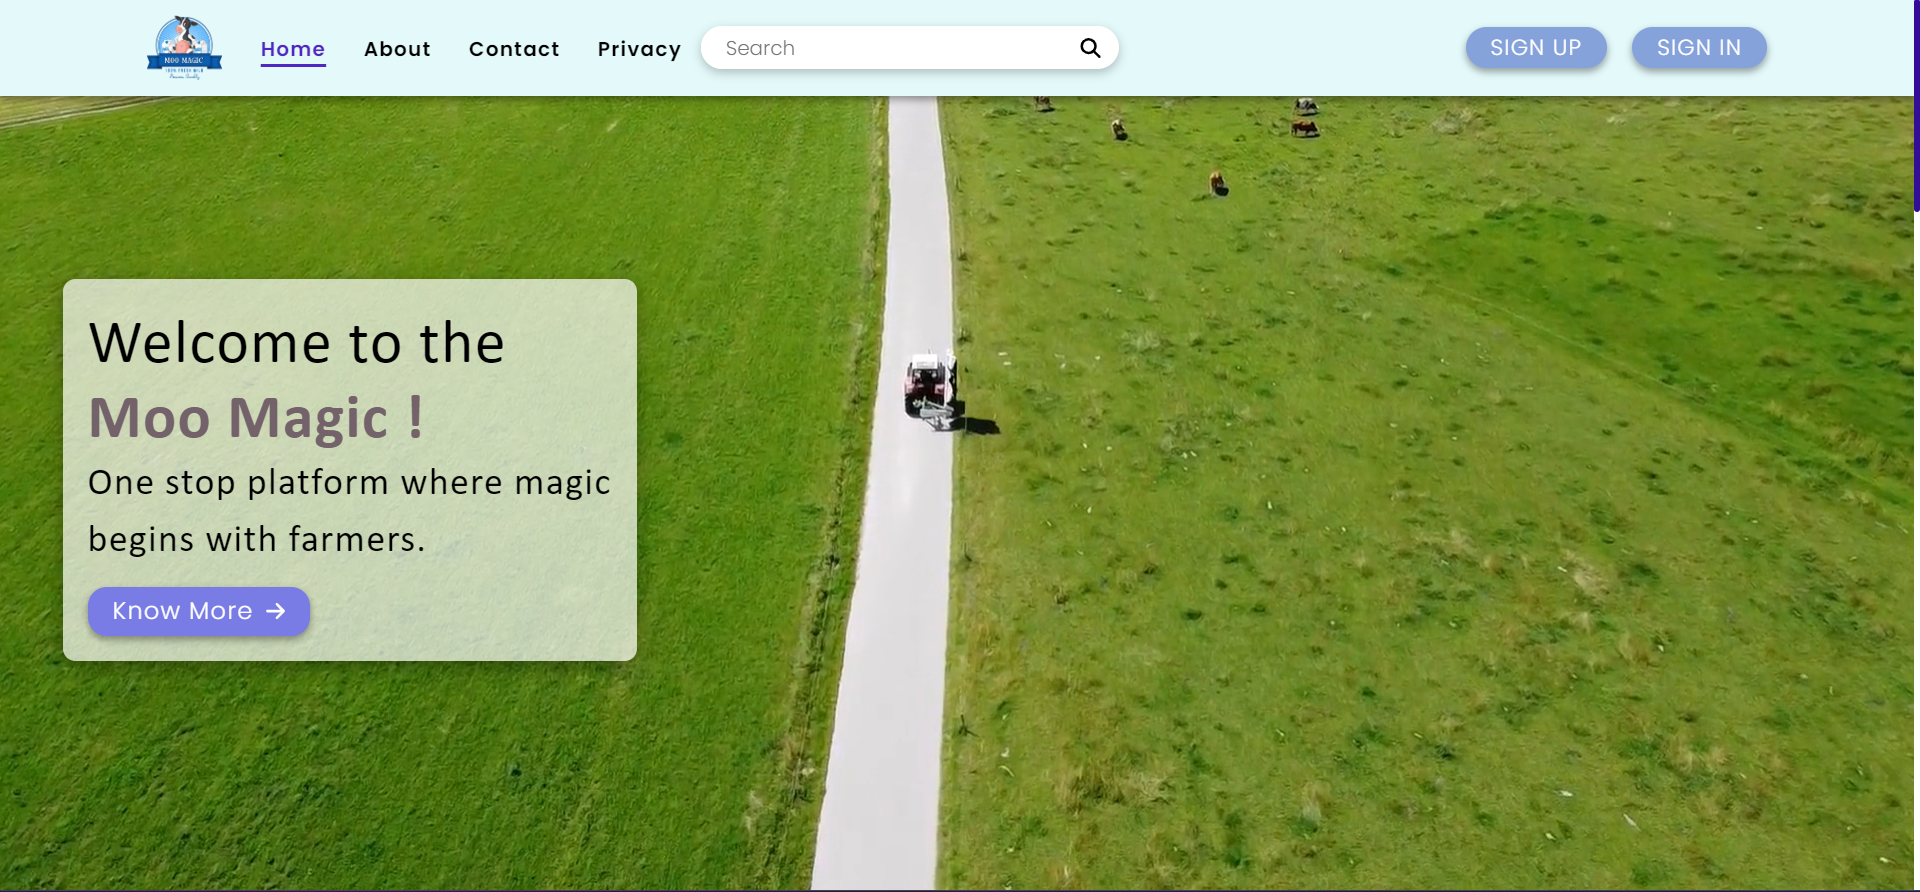 MOO MAGIC
Home
About
Contact
Privacy
Search
SIGN UP
SIGN IN
Welcome to the
Moo Magic !
One stop platform where magic
begins with farmers.
Know More